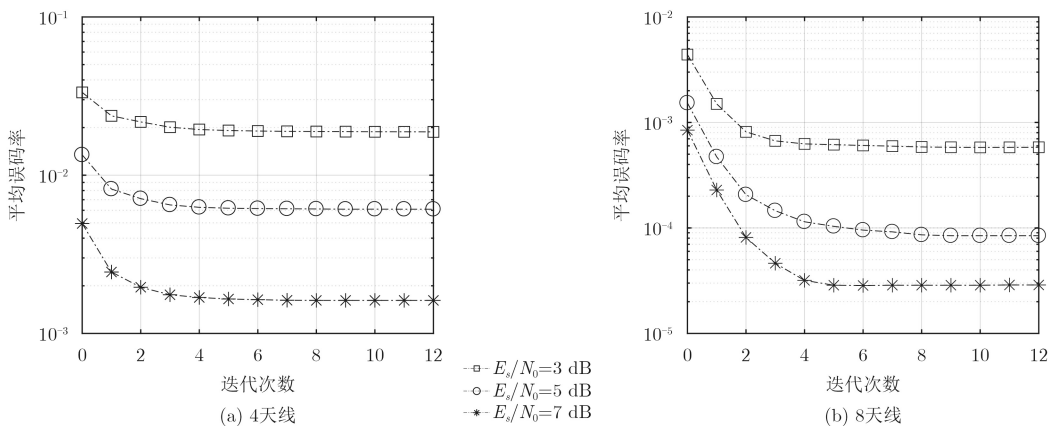 10^{-1}
10^{-2}
10^{-3}
平均误码率
0 2 4 6 8 10 12
迭代次数
(a) 4天线
E_s/N_0=3 dB
E_s/N_0=5 dB
E_s/N_0=7 dB
10^{-2}
10^{-3}
10^{-4}
10^{-5}
平均误码率
0 2 4 6 8 10 12
迭代次数
(b) 8天线